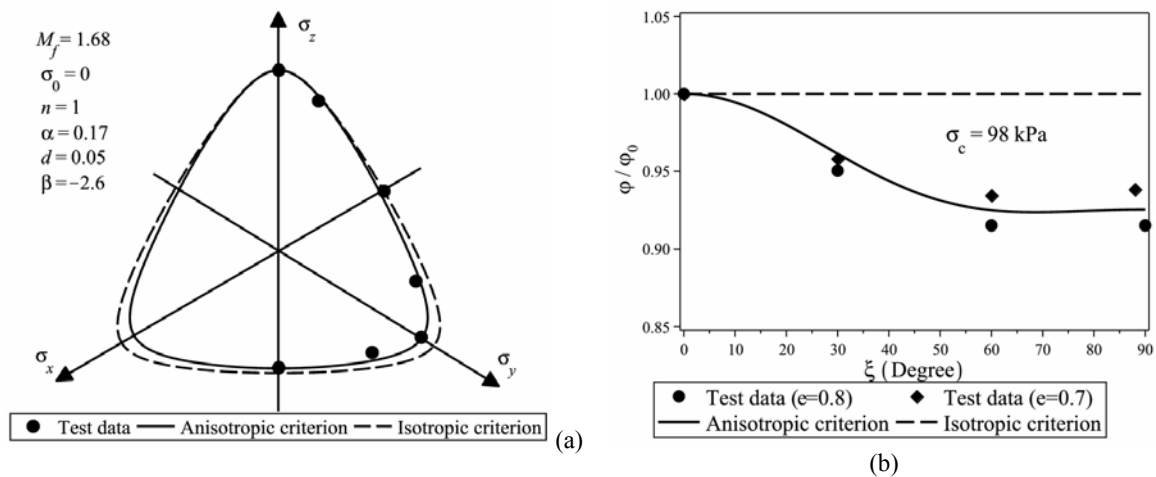 M_f = 1.68
σ_0 = 0
n = 1
α = 0.17
d = 0.05
β = −2.6
σ_z
σ_x
σ_y
Test data Anisotropic criterion Isotropic criterion
(a)
1.05
1.00
0.95
0.90
0.85
φ / φ_0
σ_c = 98 kPa
0 10 20 30 40 50 60 70 80 90
ξ (Degree)
Test data (e=0.8) Test data (e=0.7)
Anisotropic criterion Isotropic criterion
(b)